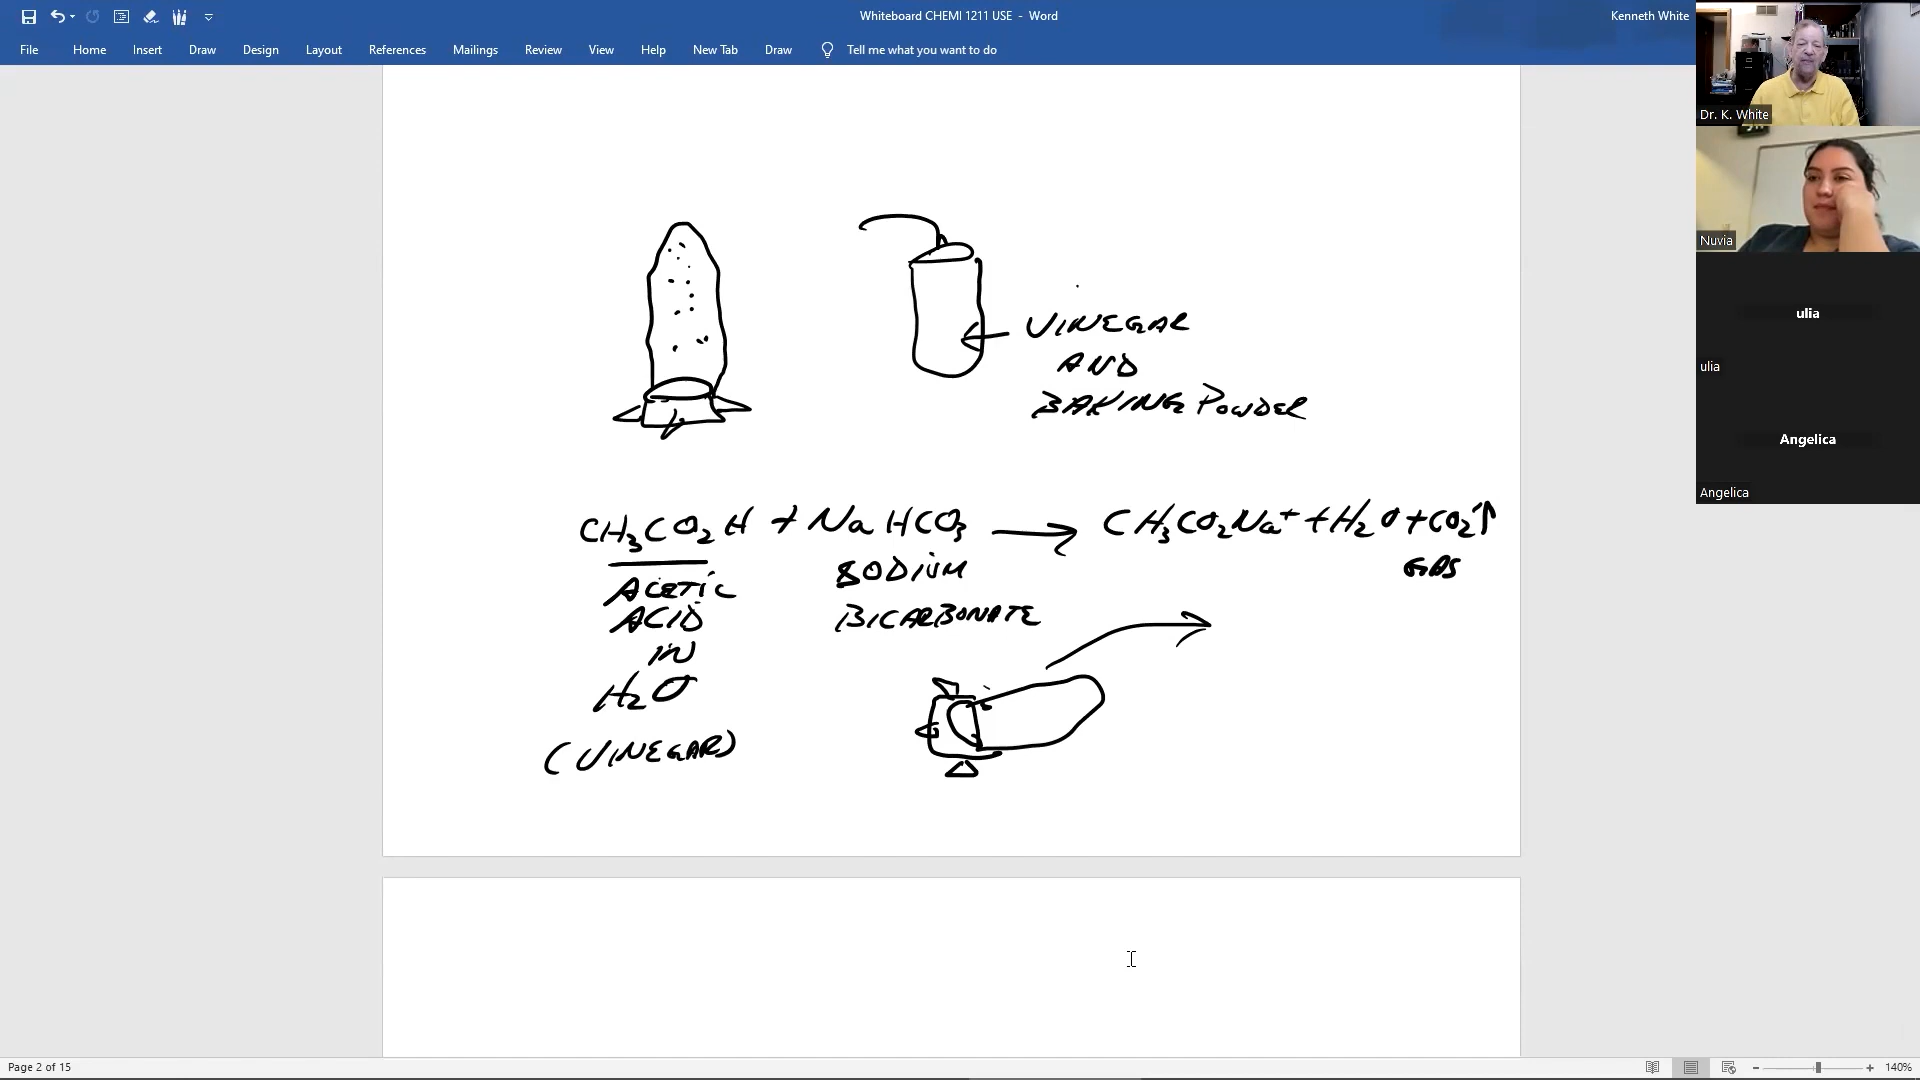 Whiteboard CHEMI 1211 USE - Word
Kenneth White
File Home Insert Draw Design Layout References Mailings Review View Help New Tab Draw Tell me what you want to do
Dr. K. White
Nuvia
ulia
ulia
Angelica
Angelica
VINEGAR
AND
BAKING POWDER
CH3CO2H + NaHCO3 → CH3CO2Na+ + H2O + CO2↑
GAS
ACETIC
ACID
IN
H2O
(VINEGAR)
SODIUM
BICARBONATE
Page 2 of 15
140%